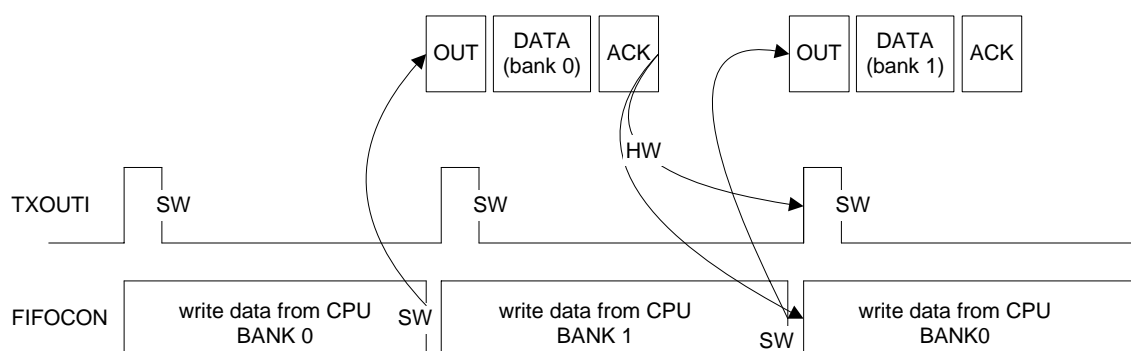 OUT DATA (bank 0) ACK OUT DATA (bank 1) ACK
HW
TXOUTI SW SW SW
FIFOCON write data from CPU BANK 0 SW write data from CPU BANK 1 SW write data from CPU BANK0